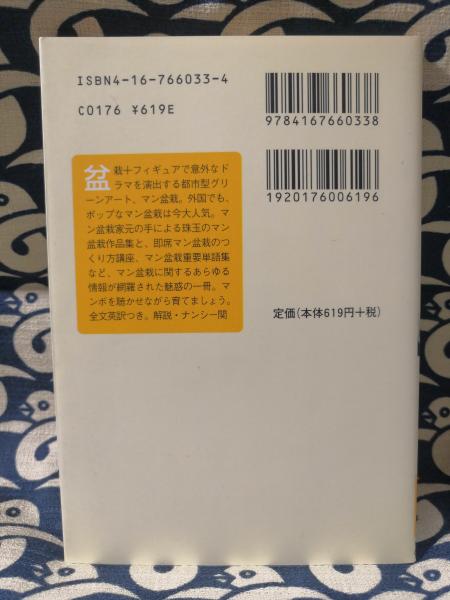 ISBN4-16-766033-4
C0176 ¥619E
9784167660338
1920176006196
盆栽＋フィギュアで意外なド
ラマを演出する都市型グリ
ーンアート、マン盆栽。外国でも、
ポップなマン盆栽は今大人気。マ
ン盆栽家元の手による珠玉のマン
盆栽作品集と、即席マン盆栽のつ
くり方講座、マン盆栽重要単語集
など、マン盆栽に関するあらゆる
情報が網羅された魅惑の一冊。マ
ンボを聴かせながら育てましょう。
全文英訳つき。解説・ナンシー関
定価(本体619円＋税)